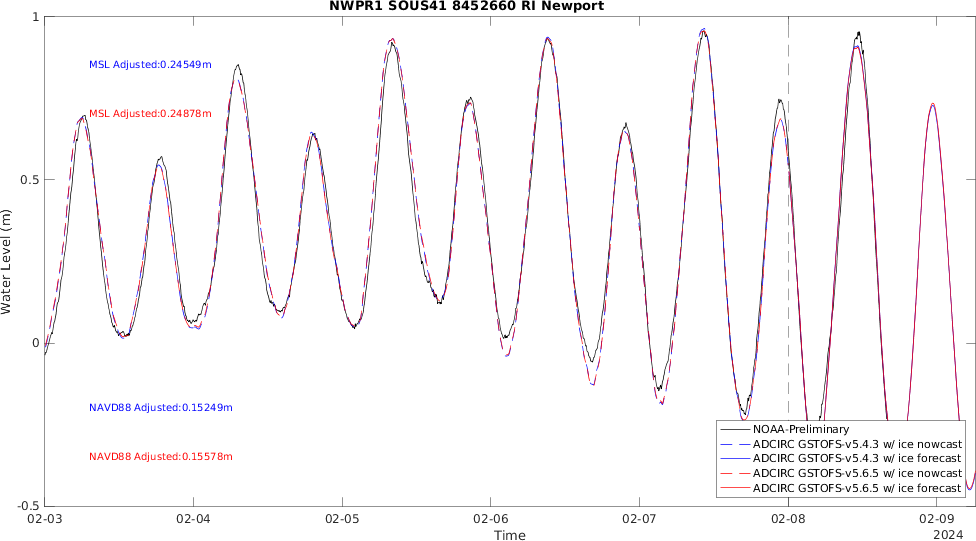 NWPR1 SOUS41 8452660 RI Newport
1
MSL Adjusted:0.24549m
MSL Adjusted:0.24878m
0.5
Water Level (m)
0
NAVD88 Adjusted:0.15249m
NAVD88 Adjusted:0.15578m
NOAA-Preliminary
ADCIRC GSTOFS-v5.4.3 w/ ice nowcast
ADCIRC GSTOFS-v5.4.3 w/ ice forecast
ADCIRC GSTOFS-v5.6.5 w/ ice nowcast
ADCIRC GSTOFS-v5.6.5 w/ ice forecast
-0.5
02-03 02-04 02-05 02-06 02-07 02-08 02-09
Time
2024